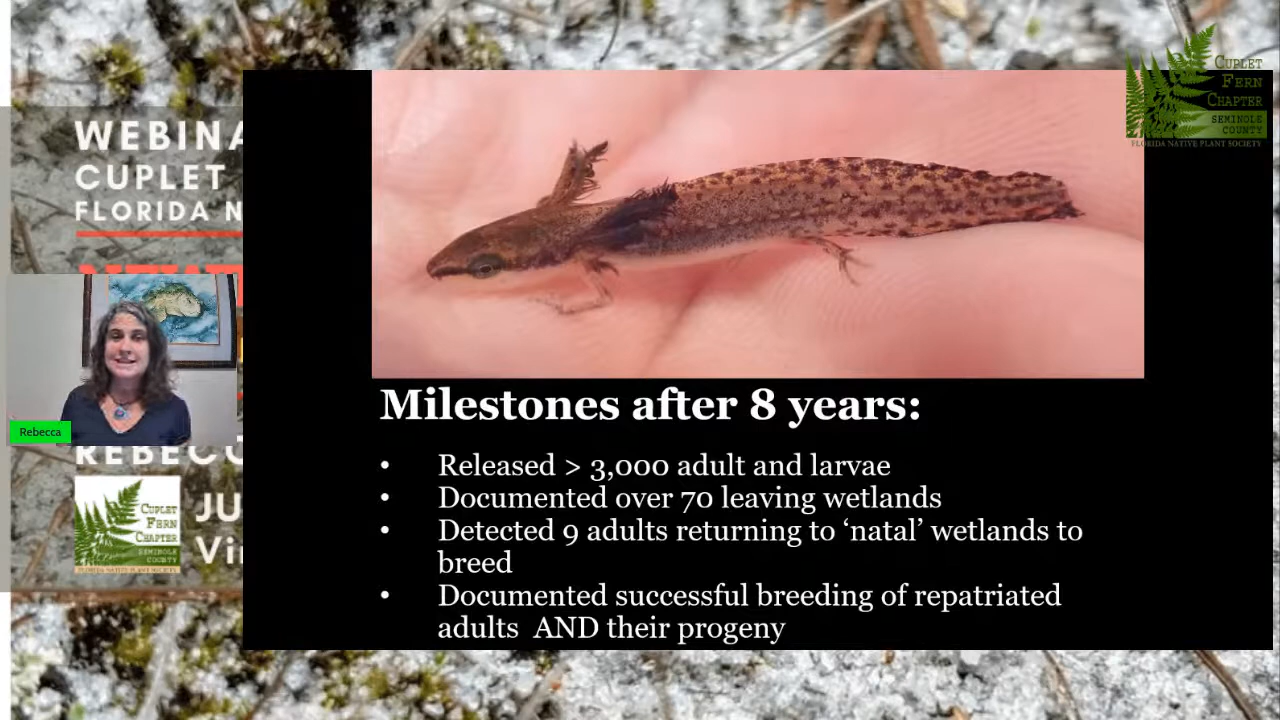 WEBINA
CUPLET
FLORIDA N
Rebecca
REBECC
JU
Vi
CUPLET
FERN
CHAPTER
SEMINOLE
COUNTY
FLORIDA NATIVE PLANT SOCIETY
Milestones after 8 years:
• Released > 3,000 adult and larvae
• Documented over 70 leaving wetlands
• Detected 9 adults returning to ‘natal’ wetlands to
breed
• Documented successful breeding of repatriated
adults AND their progeny
CUPLET
FERN
CHAPTER
SEMINOLE
COUNTY
FLORIDA NATIVE PLANT SOCIETY